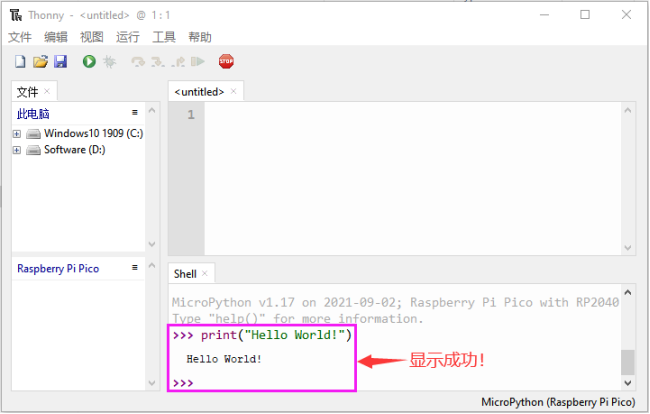 Thonny - <untitled> @ 1 : 1
文件 编辑 视图 运行 工具 帮助
STOP
文件
此电脑
Windows10 1909 (C:)
Software (D:)
Raspberry Pi Pico
<untitled>
1
Shell
MicroPython v1.17 on 2021-09-02; Raspberry Pi Pico with RP2040
Type "help()" for more information.
>>> print("Hello World!")
Hello World!
>>>
显示成功!
MicroPython (Raspberry Pi Pico)